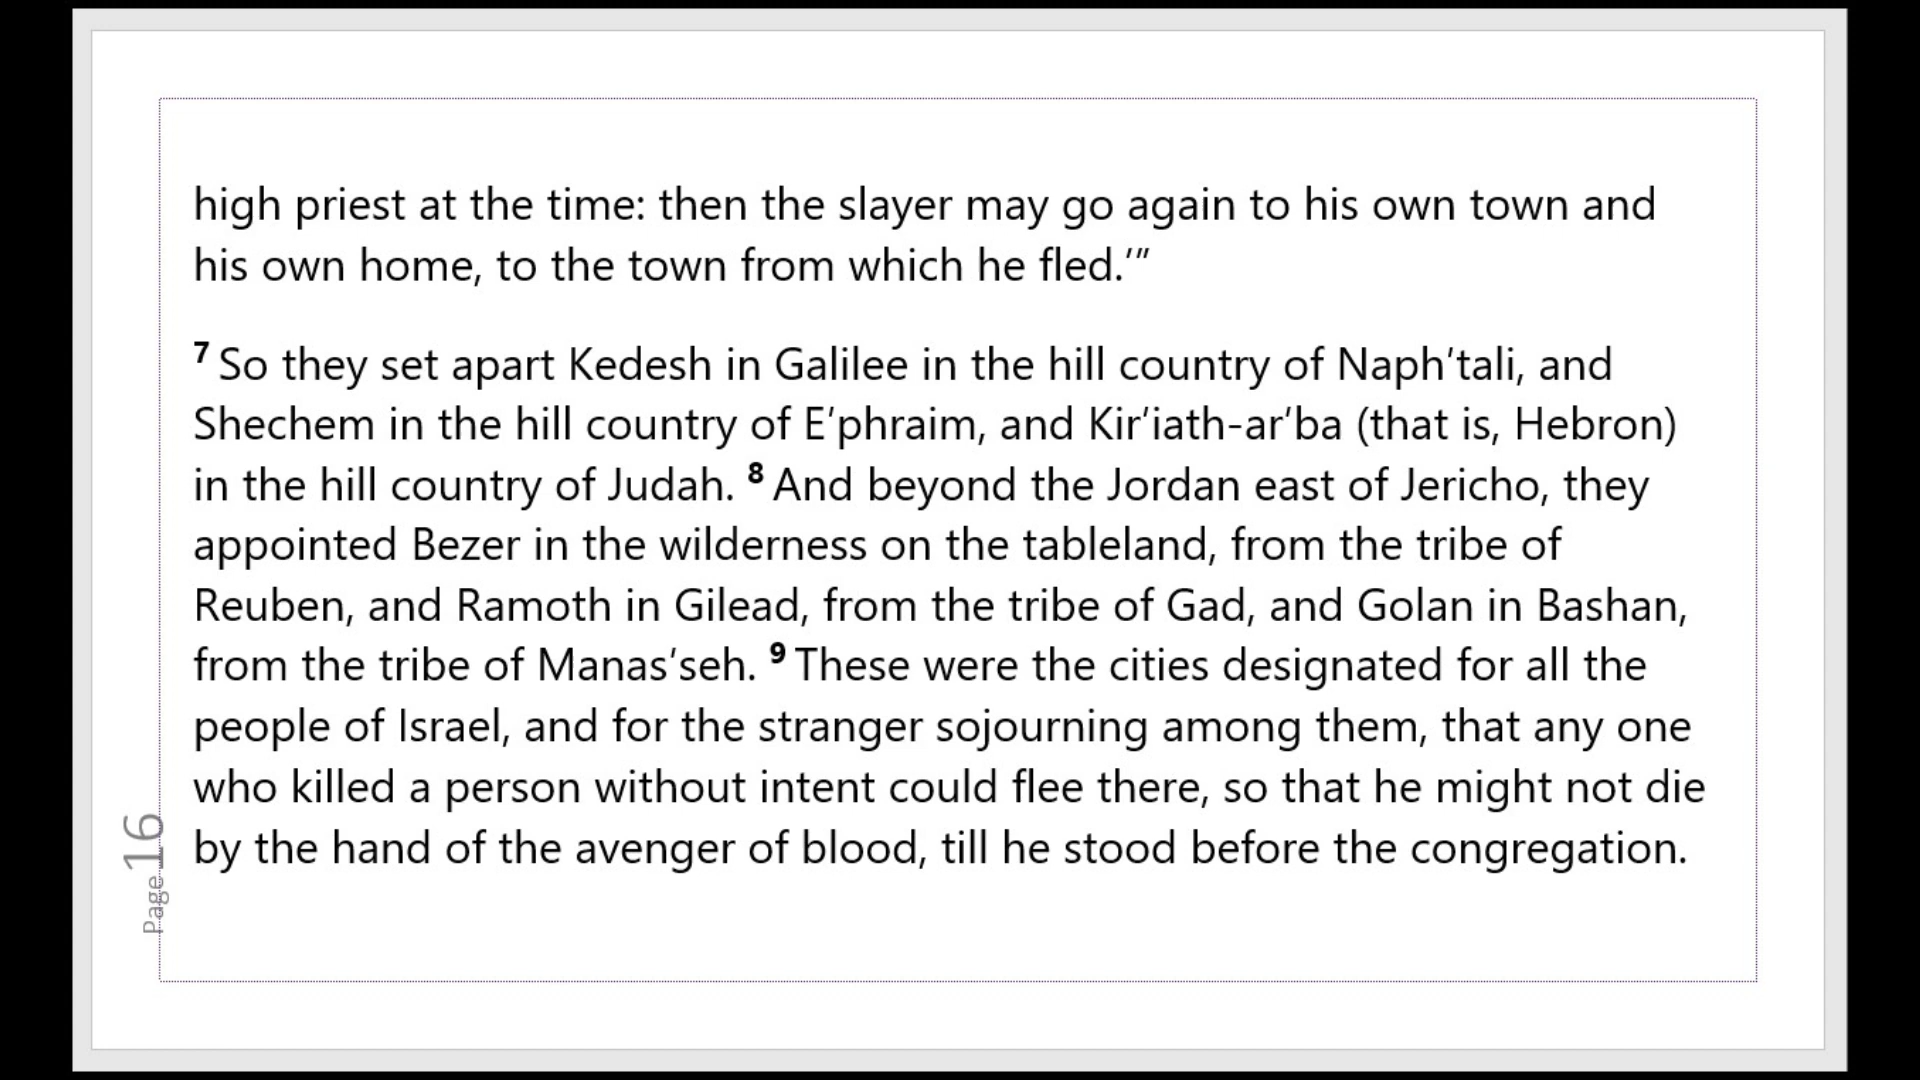 high priest at the time: then the slayer may go again to his own town and
his own home, to the town from which he fled.’”
7 So they set apart Kedesh in Galilee in the hill country of Naph′tali, and
Shechem in the hill country of E′phraim, and Kir′iath-ar′ba (that is, Hebron)
in the hill country of Judah. 8 And beyond the Jordan east of Jericho, they
appointed Bezer in the wilderness on the tableland, from the tribe of
Reuben, and Ramoth in Gilead, from the tribe of Gad, and Golan in Bashan,
from the tribe of Manas′seh. 9 These were the cities designated for all the
people of Israel, and for the stranger sojourning among them, that any one
who killed a person without intent could flee there, so that he might not die
by the hand of the avenger of blood, till he stood before the congregation.
Page 16